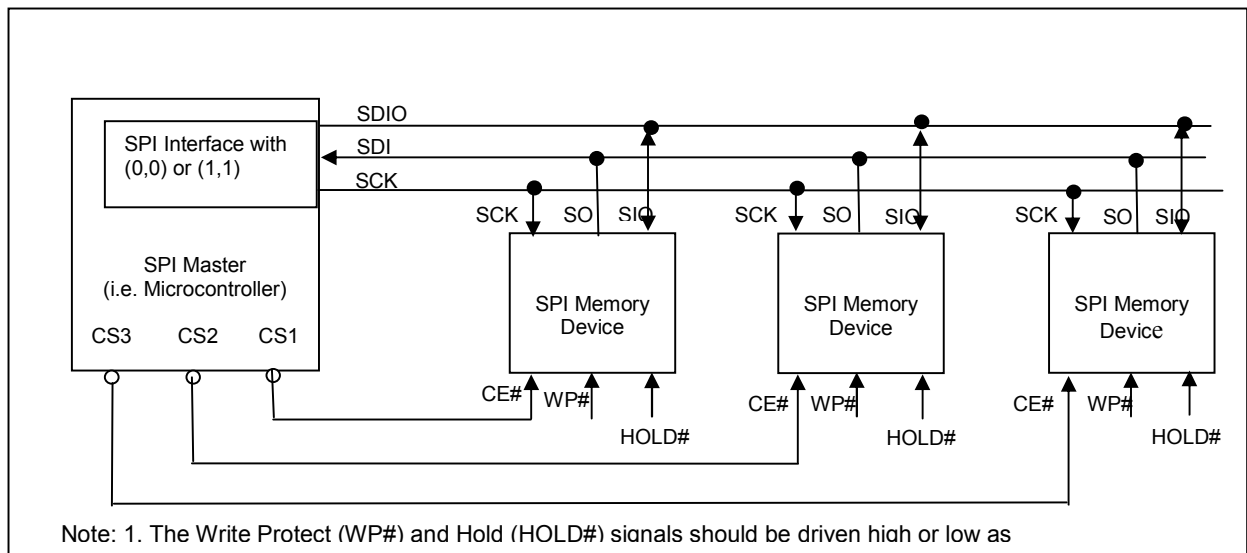 SDIO
SPI Interface with
(0,0) or (1,1)
SDI
SCK
SCK SO SIO
SCK SO SIO
SCK SO SIO
SPI Master
(i.e. Microcontroller)
SPI Memory
Device
SPI Memory
Device
SPI Memory
Device
CS3 CS2 CS1
CE# WP#
HOLD#
CE# WP#
HOLD#
CE# WP#
HOLD#
Note: 1. The Write Protect (WP#) and Hold (HOLD#) signals should be driven high or low as